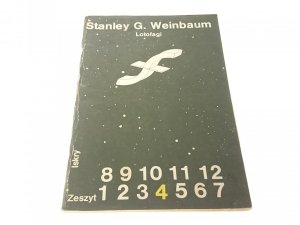 Stanley G. Weinbaum
Lotofagi
Iskry
8 9 10 11 12
Zeszyt 1 2 3 4 5 6 7